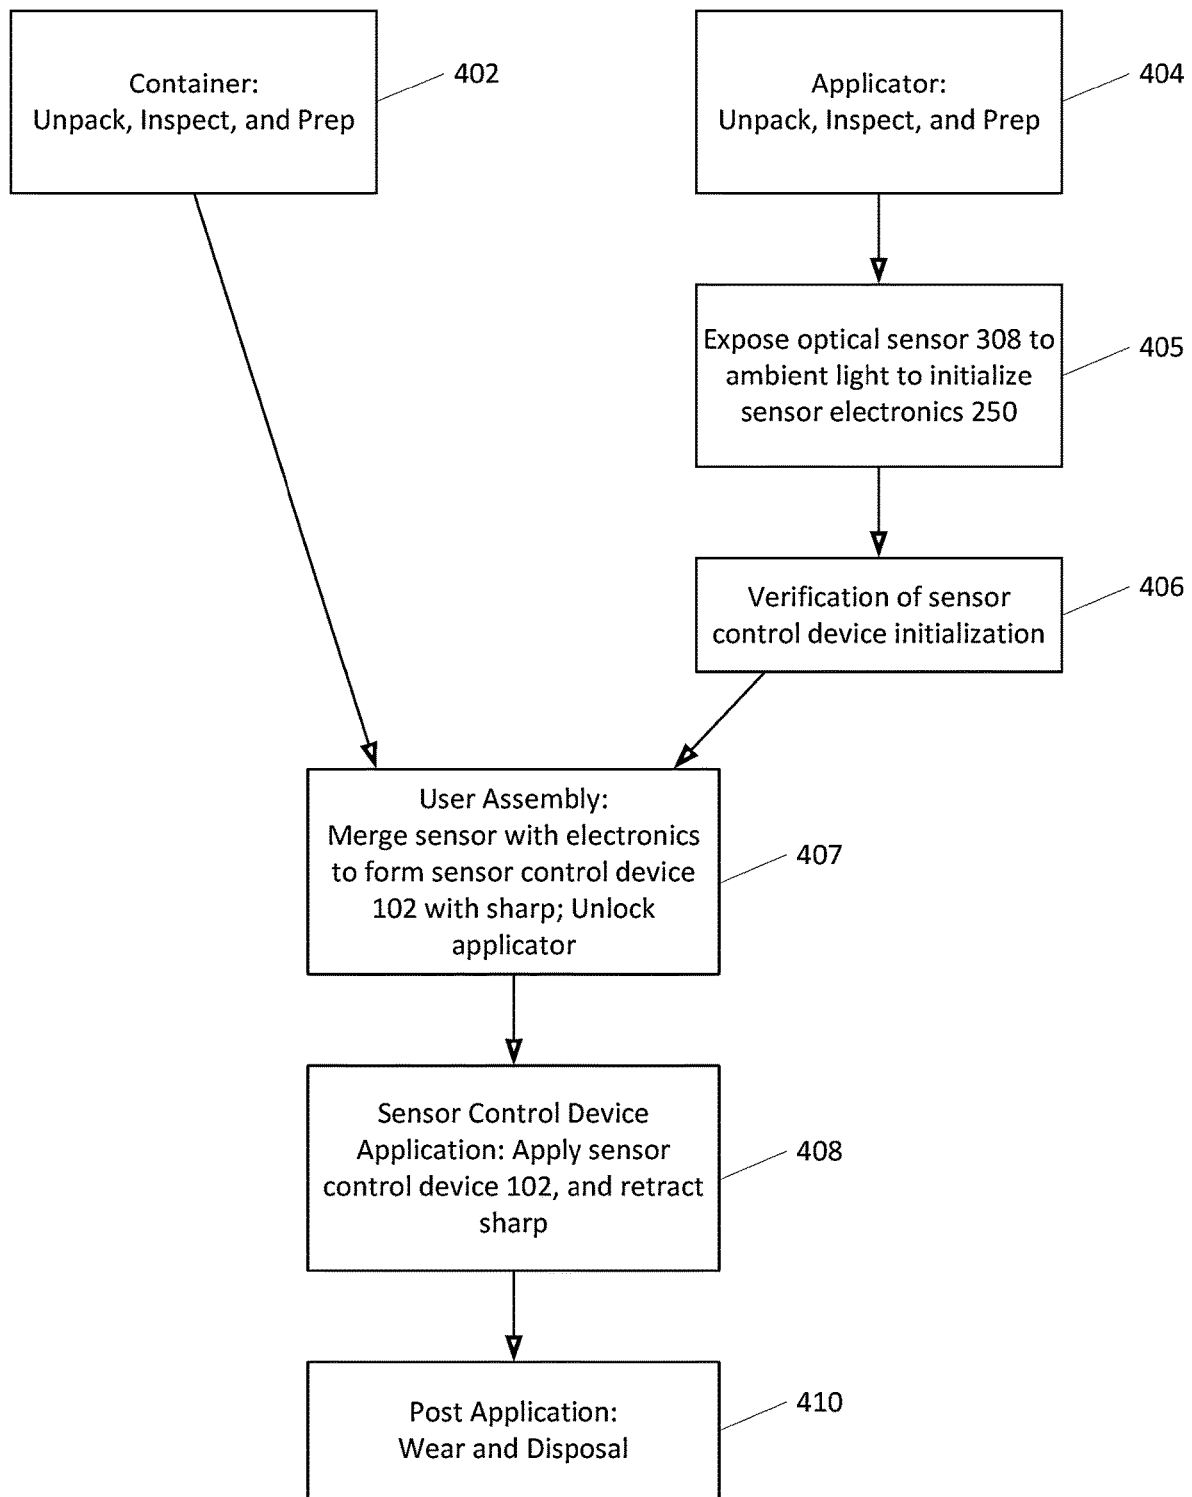 Container:
Unpack, Inspect, and Prep
402
Applicator:
Unpack, Inspect, and Prep
404
Expose optical sensor 308 to
ambient light to initialize
sensor electronics 250
405
Verification of sensor
control device initialization
406
User Assembly:
Merge sensor with electronics
to form sensor control device
102 with sharp; Unlock
applicator
407
Sensor Control Device
Application: Apply sensor
control device 102, and retract
sharp
408
Post Application:
Wear and Disposal
410